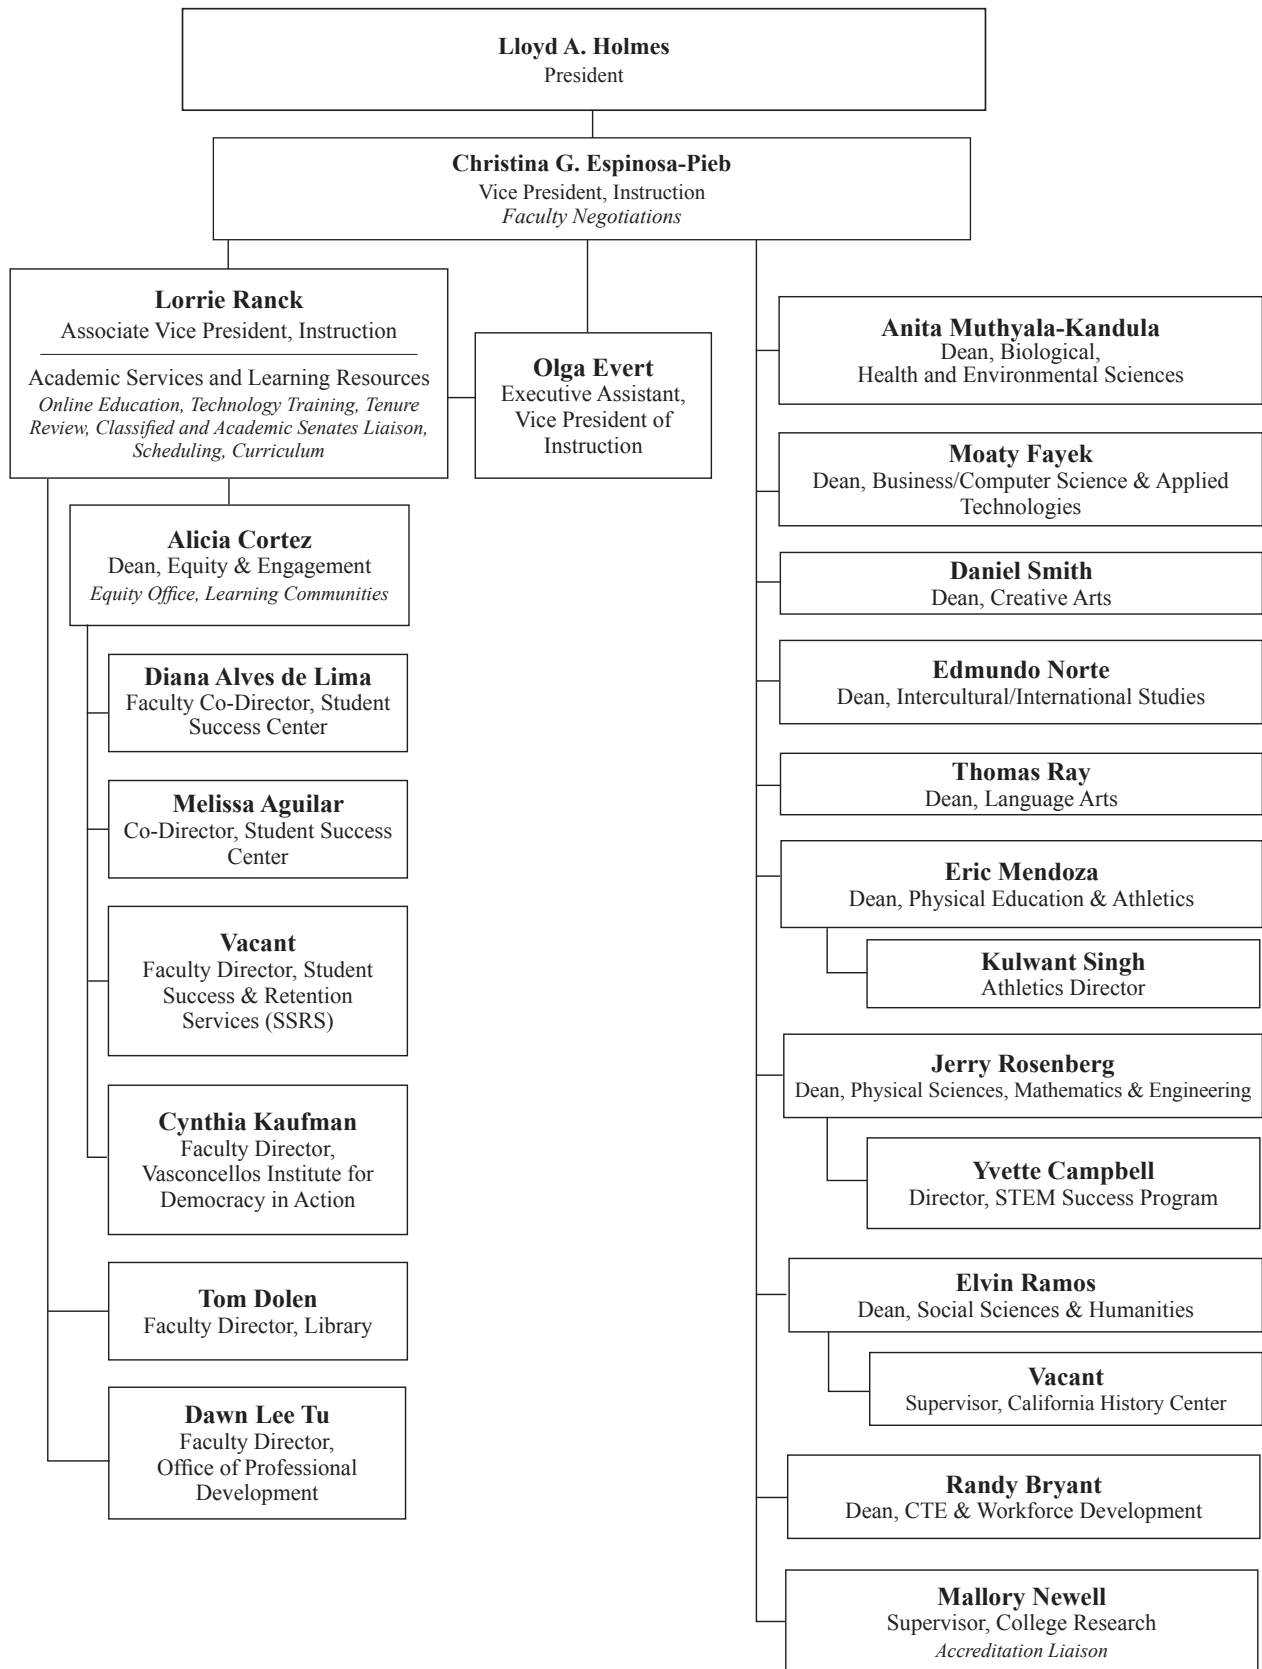 Lloyd A. Holmes
President
Christina G. Espinosa-Pieb
Vice President, Instruction
Faculty Negotiations
Lorrie Ranck
Associate Vice President, Instruction
Academic Services and Learning Resources
Online Education, Technology Training, Tenure
Review, Classified and Academic Senates Liaison,
Scheduling, Curriculum
Olga Evert
Executive Assistant,
Vice President of
Instruction
Alicia Cortez
Dean, Equity & Engagement
Equity Office, Learning Communities
Diana Alves de Lima
Faculty Co-Director, Student
Success Center
Melissa Aguilar
Co-Director, Student Success
Center
Vacant
Faculty Director, Student
Success & Retention
Services (SSRS)
Cynthia Kaufman
Faculty Director,
Vasconcellos Institute for
Democracy in Action
Tom Dolen
Faculty Director, Library
Dawn Lee Tu
Faculty Director,
Office of Professional
Development
Anita Muthyala-Kandula
Dean, Biological,
Health and Environmental Sciences
Moaty Fayek
Dean, Business/Computer Science & Applied
Technologies
Daniel Smith
Dean, Creative Arts
Edmundo Norte
Dean, Intercultural/International Studies
Thomas Ray
Dean, Language Arts
Eric Mendoza
Dean, Physical Education & Athletics
Kulwant Singh
Athletics Director
Jerry Rosenberg
Dean, Physical Sciences, Mathematics & Engineering
Yvette Campbell
Director, STEM Success Program
Elvin Ramos
Dean, Social Sciences & Humanities
Vacant
Supervisor, California History Center
Randy Bryant
Dean, CTE & Workforce Development
Mallory Newell
Supervisor, College Research
Accreditation Liaison